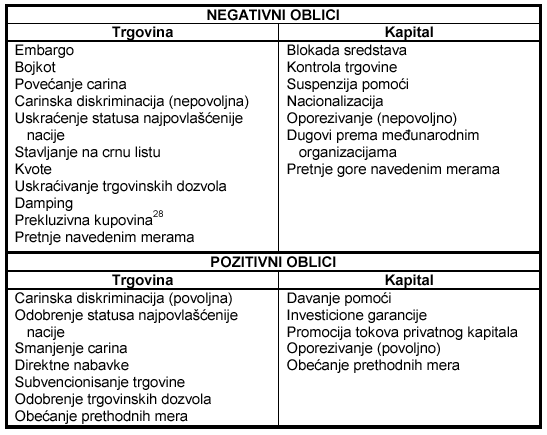 NEGATIVNI OBLICI
Trgovina
Embargo
Bojkot
Povećanje carina
Carinska diskriminacija (nepovoljna)
Uskraćenje statusa najpovlašćenije
nacije
Stavljanje na crnu listu
Kvote
Uskraćivanje trgovinskih dozvola
Damping
Prekluzivna kupovina28
Pretnje navedenim merama
Kapital
Blokada sredstava
Kontrola trgovine
Suspenzija pomoći
Nacionalizacija
Oporezivanje (nepovoljno)
Dugovi prema međunarodnim
organizacijama
Pretnje gore navedenim merama
POZITIVNI OBLICI
Trgovina
Carinska diskriminacija (povoljna)
Odobrenje statusa najpovlašćenije
nacije
Smanjenje carina
Direktne nabavke
Subvencionisanje trgovine
Odobrenje trgovinskih dozvola
Obećanje prethodnih mera
Kapital
Davanje pomoći
Investicione garancije
Promocija tokova privatnog kapitala
Oporezivanje (povoljno)
Obećanje prethodnih mera